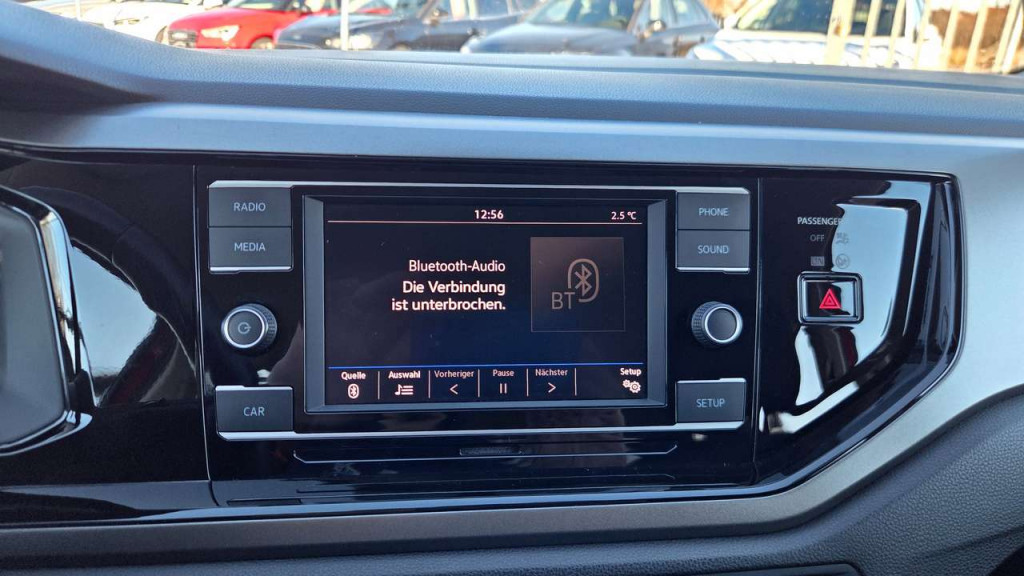 RADIO
MEDIA
CAR
12:56
2.5 °C
Bluetooth-Audio
Die Verbindung
ist unterbrochen.
BT
Quelle
Auswahl
Vorheriger
Pause
Nächster
Setup
PHONE
SOUND
SETUP
PASSENGER
OFF